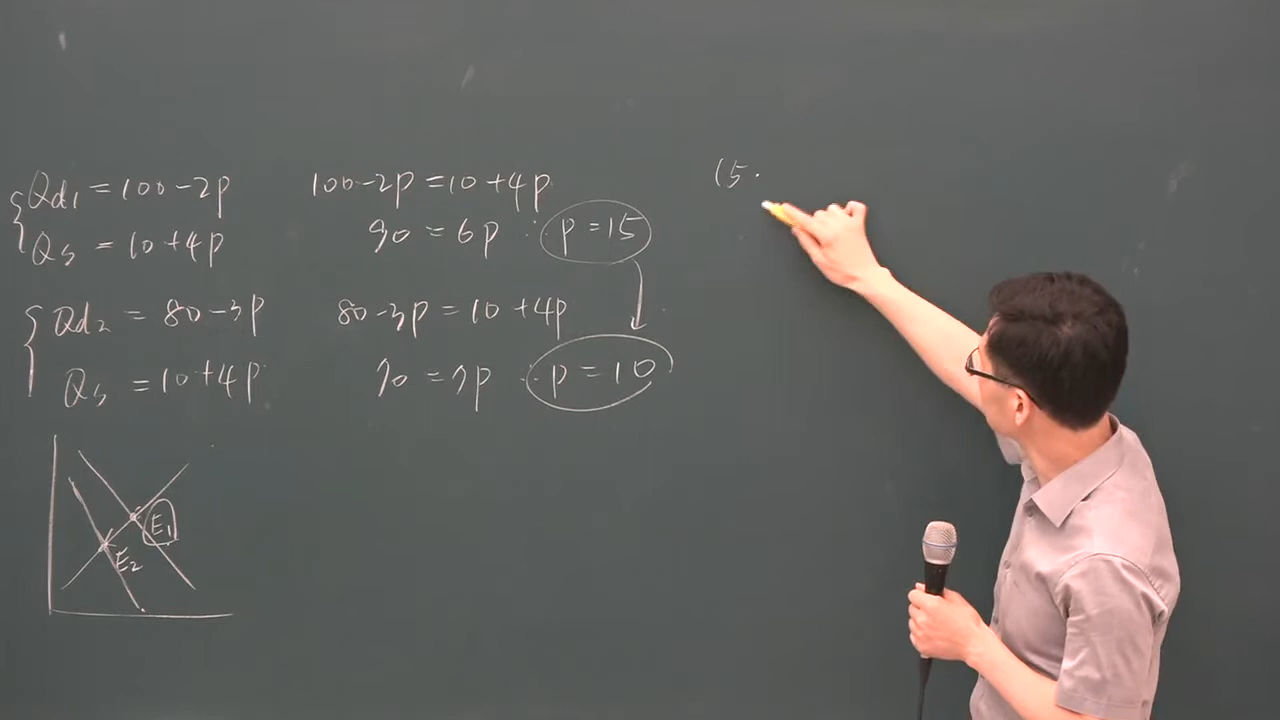 Qd1 = 100 - 2p
Qs = 10 + 4p
100 - 2p = 10 + 4p
90 = 6p ∴ p = 15
Qd2 = 80 - 3p
Qs = 10 + 4p
80 - 3p = 10 + 4p
70 = 7p ∴ p = 10
E1
E2
15.